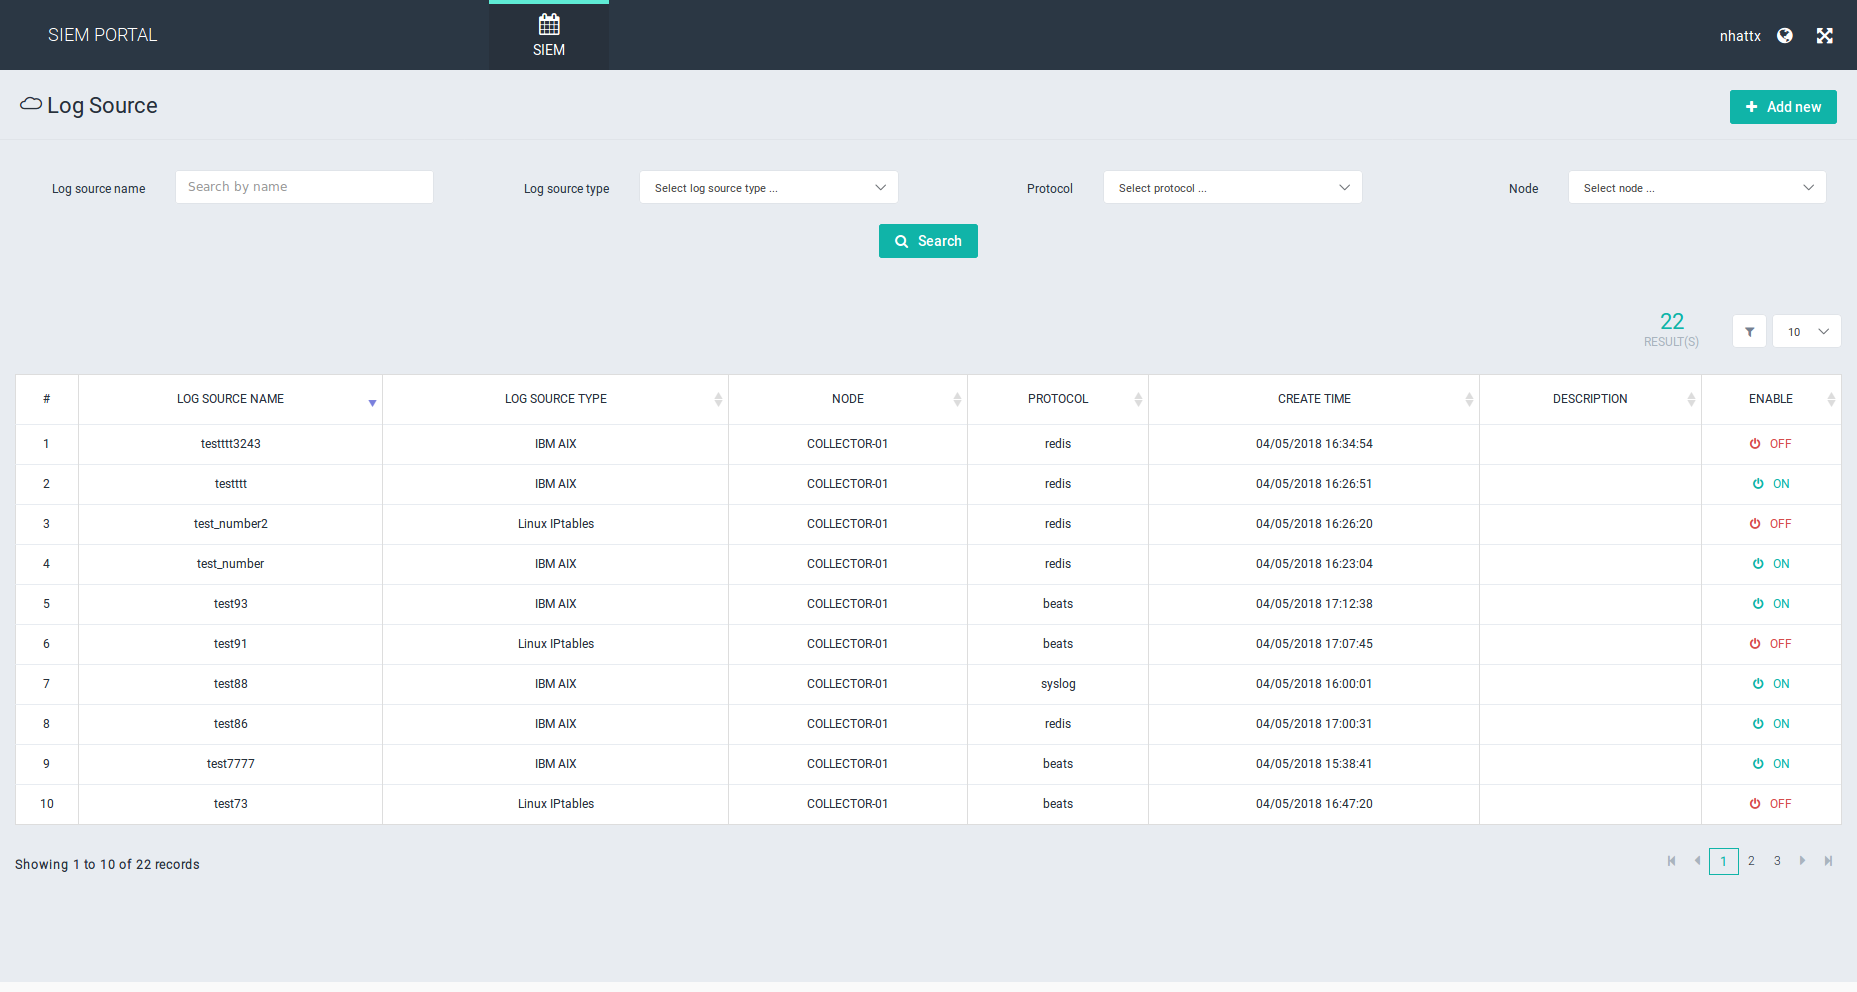 SIEM PORTAL
SIEM
nhattx
Log Source
Add new
Log source name Search by name Log source type Select log source type ... Protocol Select protocol ... Node Select node ...
Search
22
RESULT(S)
10
# LOG SOURCE NAME LOG SOURCE TYPE NODE PROTOCOL CREATE TIME DESCRIPTION ENABLE
1 testttt3243 IBM AIX COLLECTOR-01 redis 04/05/2018 16:34:54 OFF
2 testttt IBM AIX COLLECTOR-01 redis 04/05/2018 16:26:51 ON
3 test_number2 Linux IPtables COLLECTOR-01 redis 04/05/2018 16:26:20 OFF
4 test_number IBM AIX COLLECTOR-01 redis 04/05/2018 16:23:04 ON
5 test93 IBM AIX COLLECTOR-01 beats 04/05/2018 17:12:38 ON
6 test91 Linux IPtables COLLECTOR-01 beats 04/05/2018 17:07:45 OFF
7 test88 IBM AIX COLLECTOR-01 syslog 04/05/2018 16:00:01 ON
8 test86 IBM AIX COLLECTOR-01 redis 04/05/2018 17:00:31 ON
9 test7777 IBM AIX COLLECTOR-01 beats 04/05/2018 15:38:41 ON
10 test73 Linux IPtables COLLECTOR-01 beats 04/05/2018 16:47:20 OFF
Showing 1 to 10 of 22 records
1 2 3